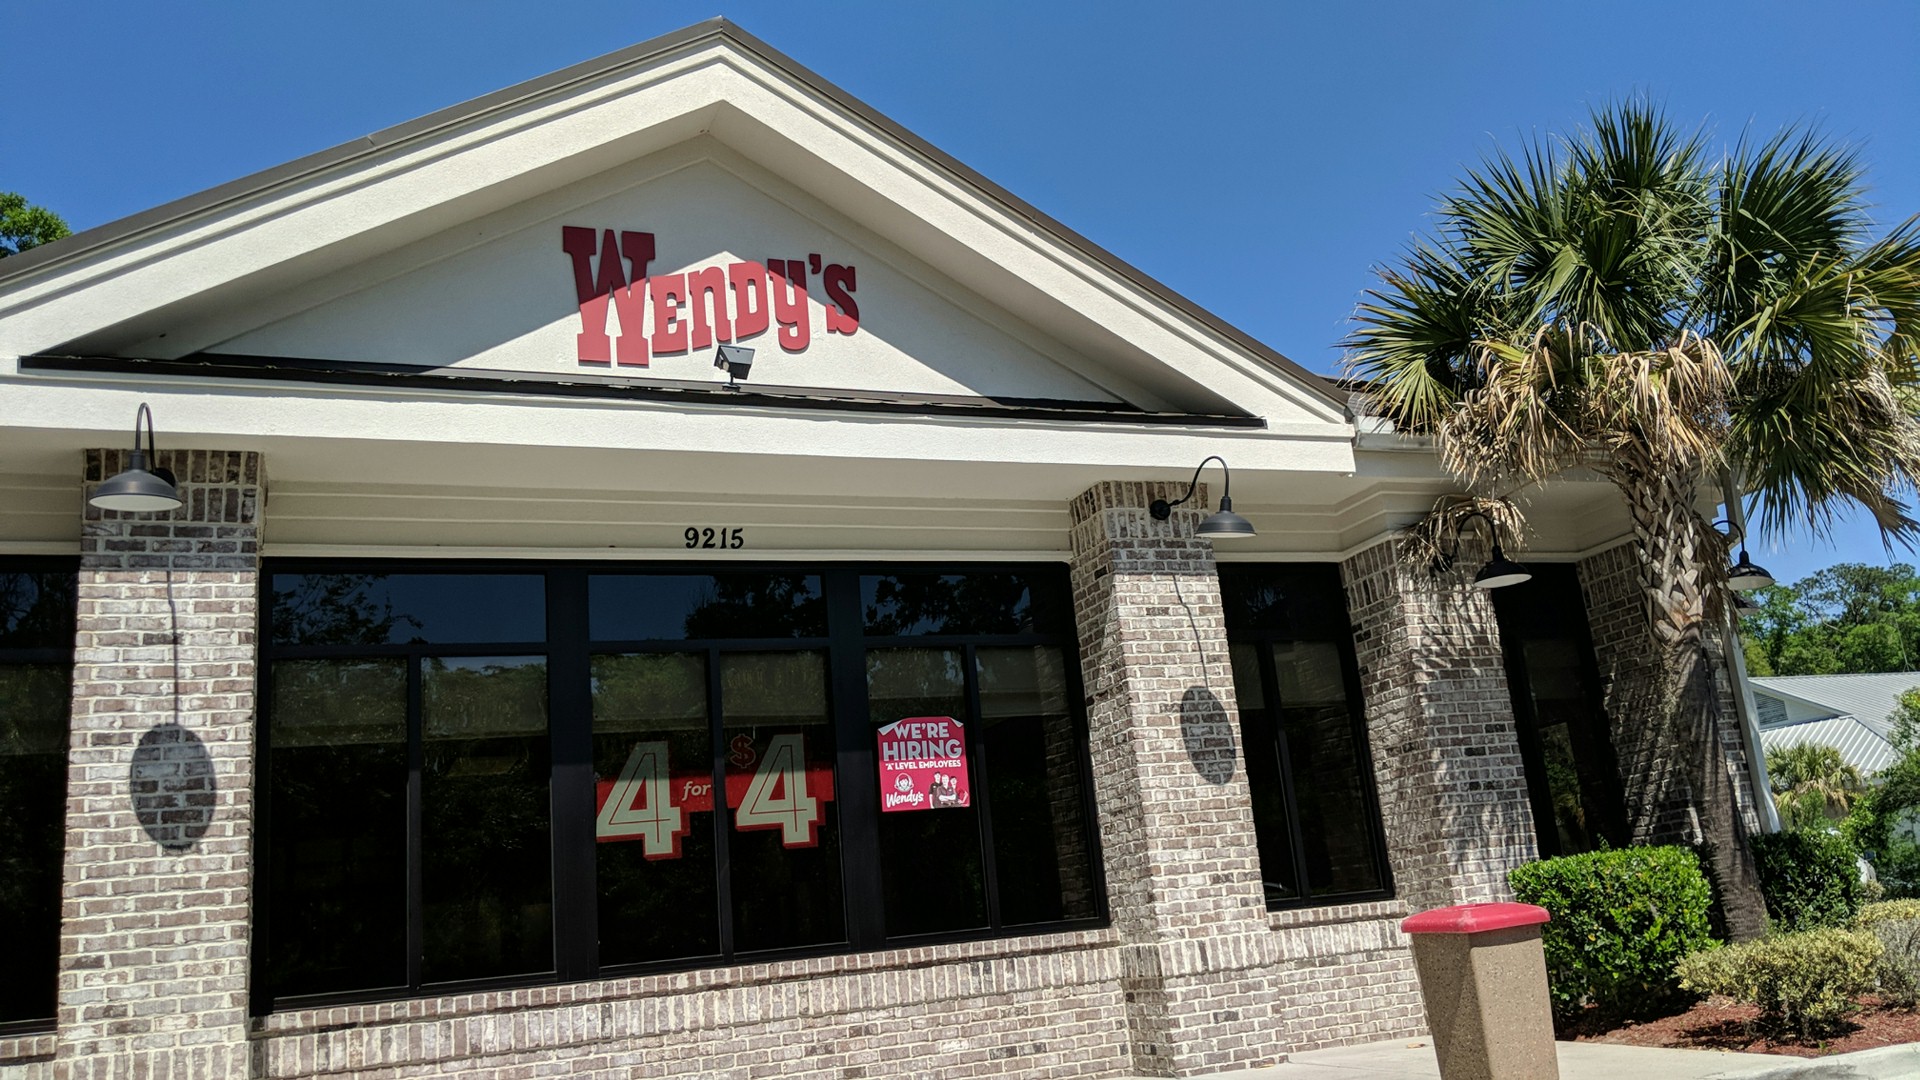 Wendy's
9215
4 for $4
WE'RE
HIRING
"A" LEVEL EMPLOYEES
Wendy's